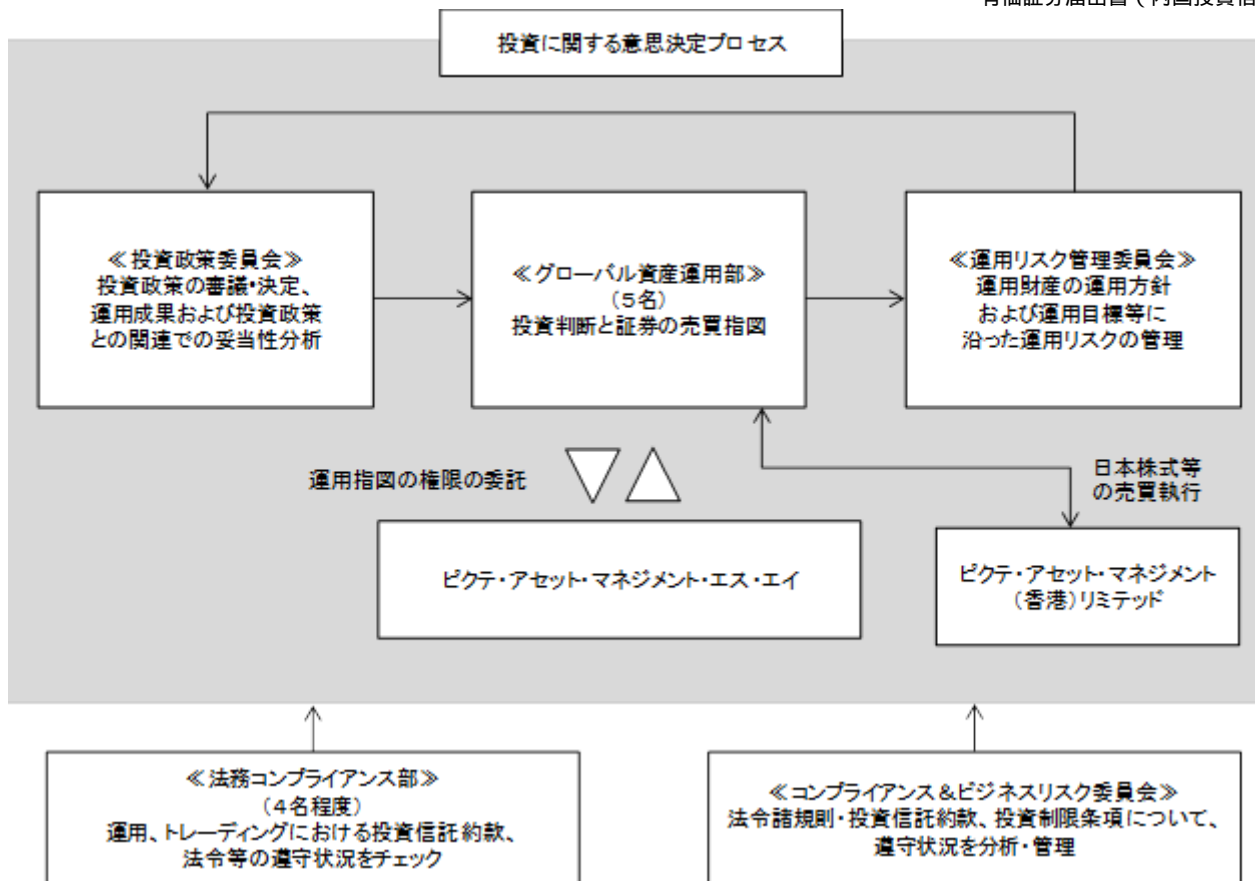 有価証券届出書（内国投資信
投資に関する意思決定プロセス
≪投資政策委員会≫
投資政策の審議・決定、
運用成果および投資政策
との関連での妥当性分析
≪グローバル資産運用部≫
（５名）
投資判断と証券の売買指図
≪運用リスク管理委員会≫
運用財産の運用方針
および運用目標等に
沿った運用リスクの管理
運用指図の権限の委託
日本株式等
の売買執行
ピクテ・アセット・マネジメント・エス・エイ
ピクテ・アセット・マネジメント
（香港）リミテッド
≪法務コンプライアンス部≫
（４名程度）
運用、トレーディングにおける投資信託約款、
法令等の遵守状況をチェック
≪コンプライアンス＆ビジネスリスク委員会≫
法令諸規則・投資信託約款、投資制限条項について、
遵守状況を分析・管理